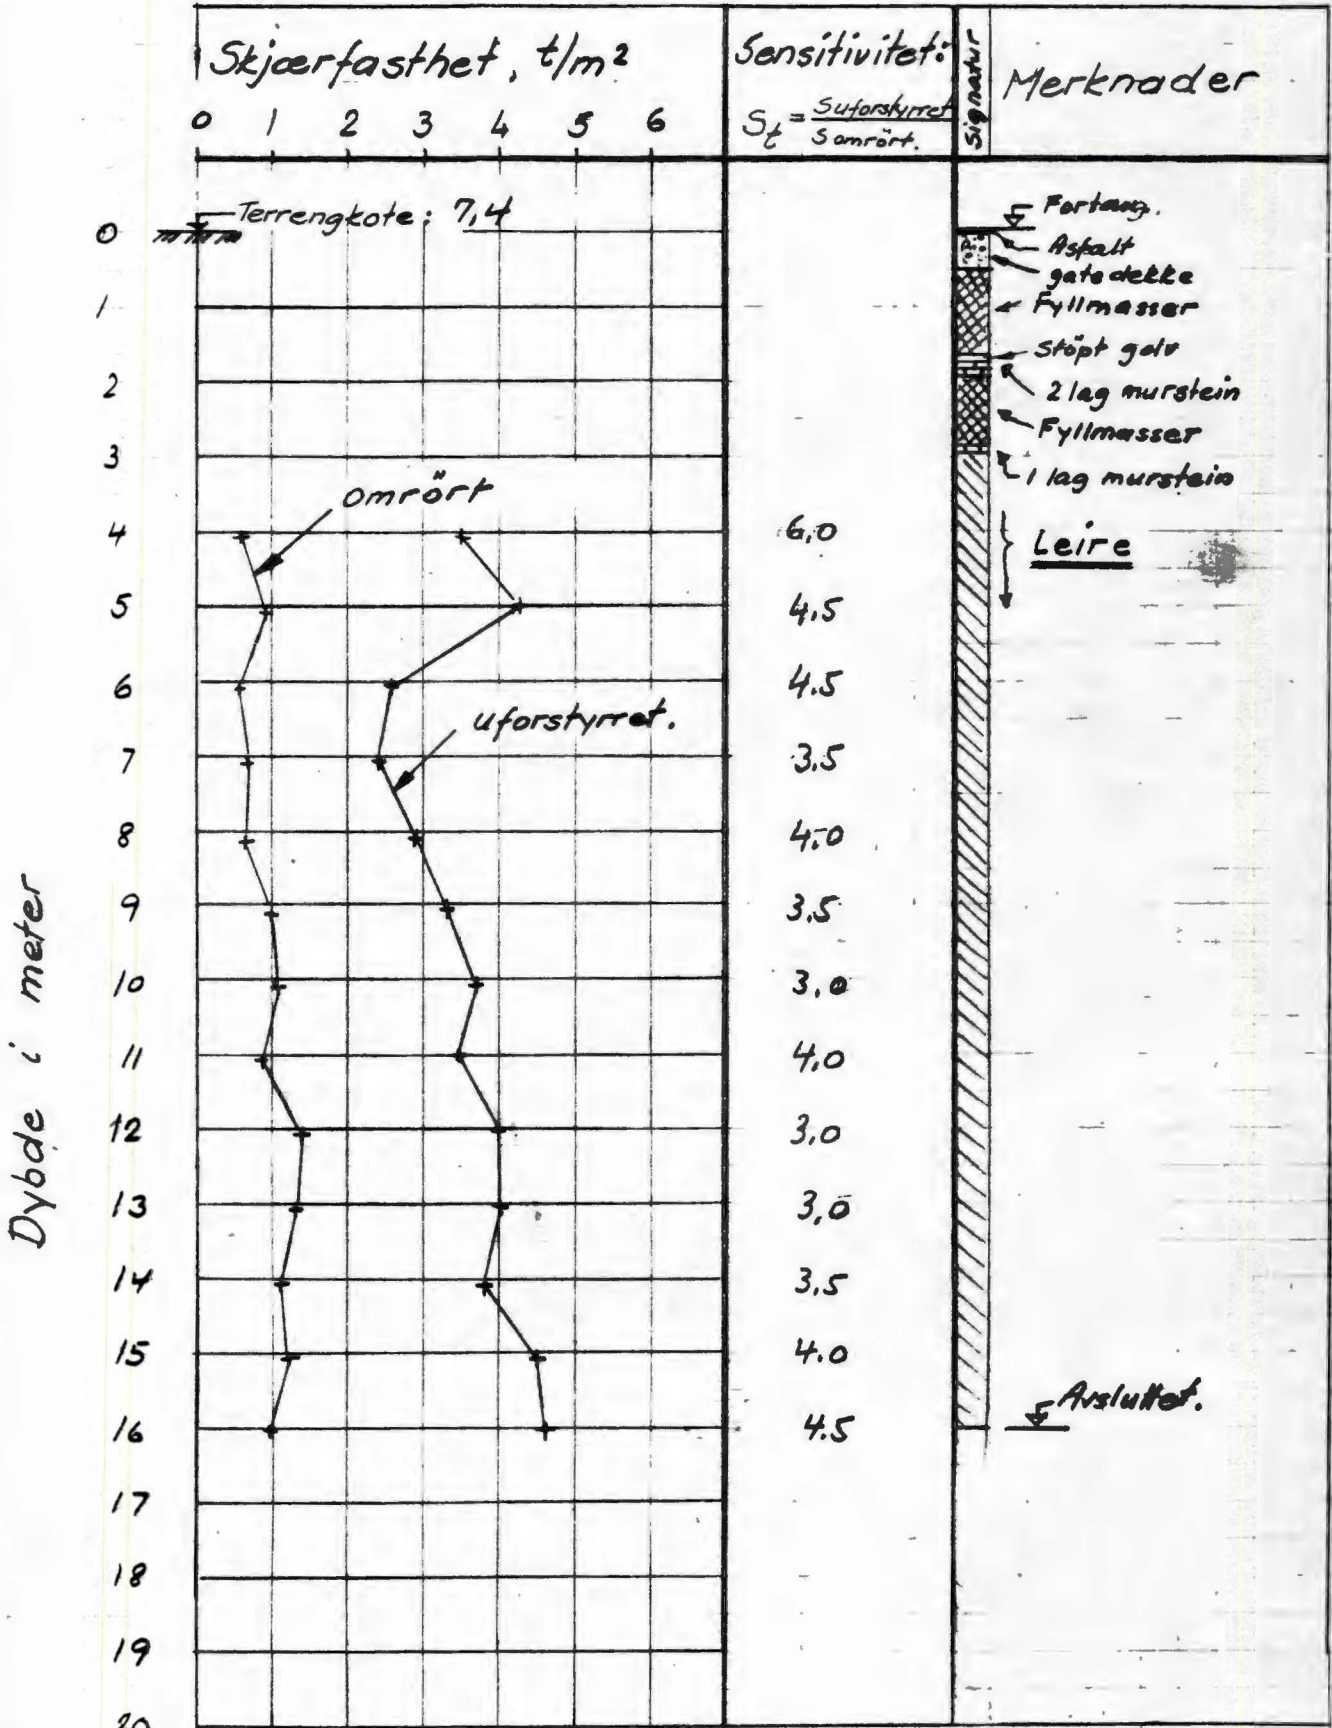 Skjærfasthet, t/m²
0 1 2 3 4 5 6
Sensitivitet:
St = Suforstyrret
Somrört.
Signatur
Merknader
Terrengkote: 7,4
Fortaug.
Asfalt
gatedekke
Fyllmasser
Stöpt golv
2 lag murstein
Fyllmasser
1 lag murstein
Leire
omrört
uforstyrret.
Avsluttet.
Dybde i meter
0
1
2
3
4 6,0
5 4,5
6 4.5
7 3,5
8 4,0
9 3,5
10 3,0
11 4,0
12 3,0
13 3,0
14 3,5
15 4.0
16 4.5
17
18
19
20